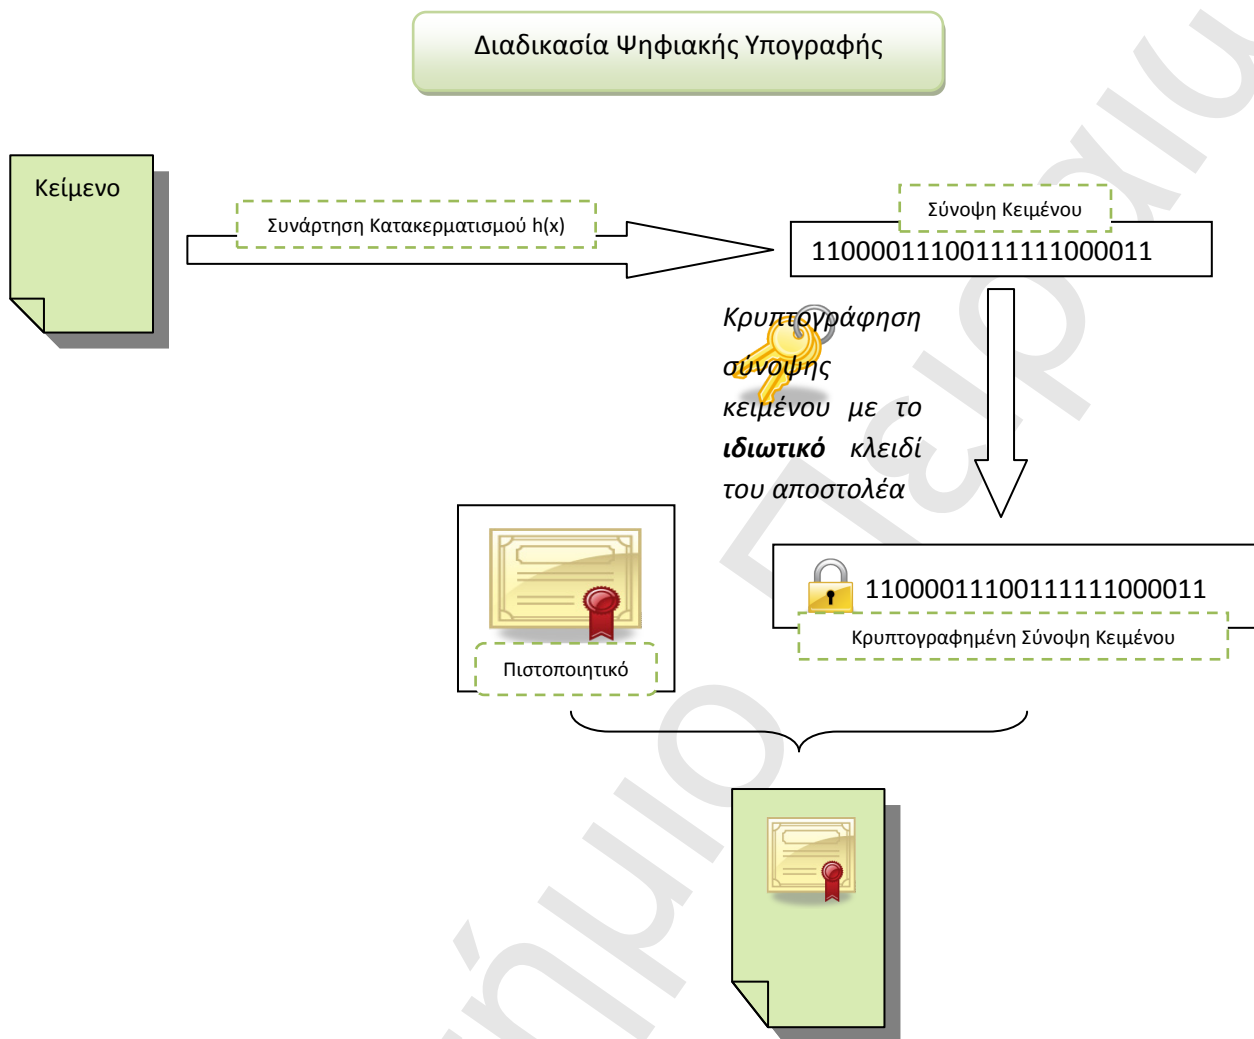 Διαδικασία Ψηφιακής Υπογραφής
Κείμενο
Συνάρτηση Κατακερματισμού h(x)
Σύνοψη Κειμένου
11000011100111111000011
Κρυπτογράφηση
σύνοψης
κειμένου με το
ιδιωτικό κλειδί
του αποστολέα
11000011100111111000011
Κρυπτογραφημένη Σύνοψη Κειμένου
Πιστοποιητικό